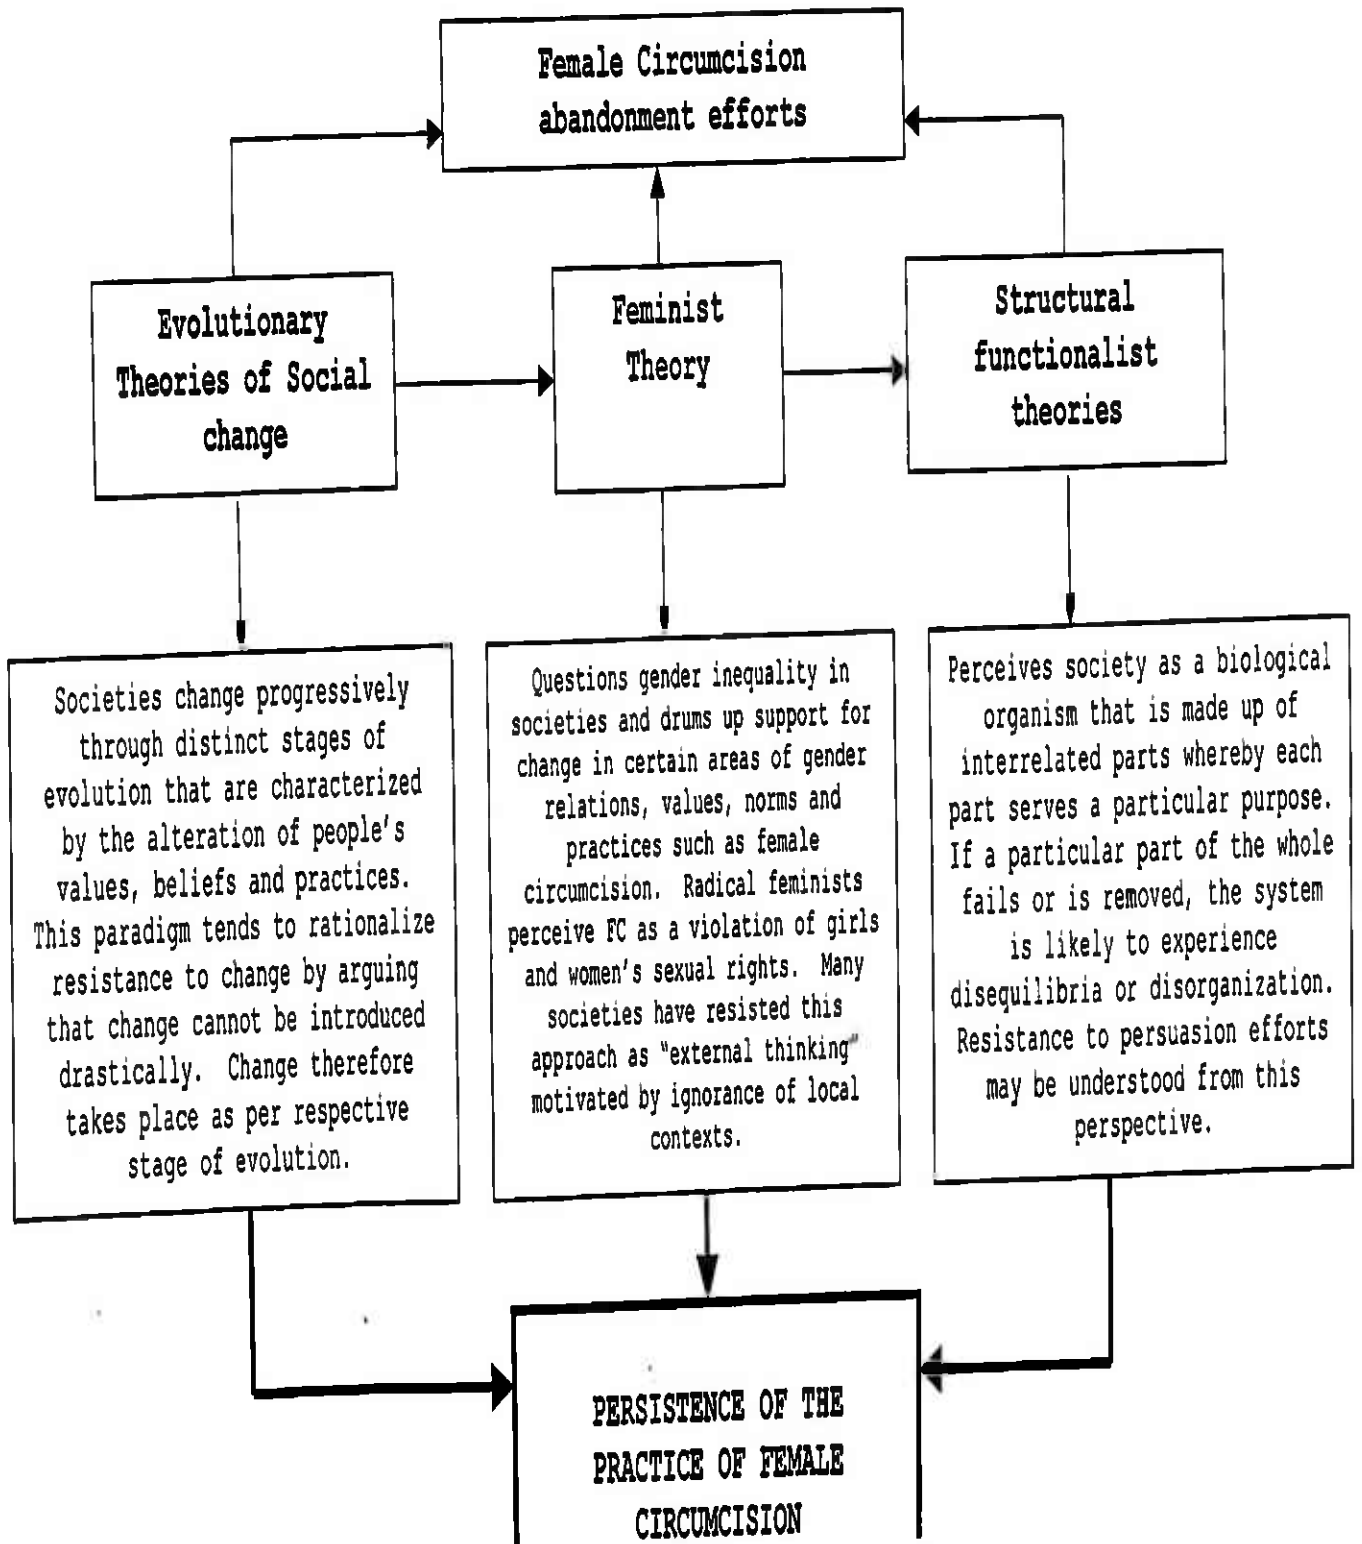 Female Circumcision
abandonment efforts
Evolutionary
Theories of Social
change
Feminist
Theory
Structural
functionalist
theories
Societies change progressively
through distinct stages of
evolution that are characterized
by the alteration of people's
values, beliefs and practices.
This paradigm tends to rationalize
resistance to change by arguing
that change cannot be introduced
drastically. Change therefore
takes place as per respective
stage of evolution.
Questions gender inequality in
societies and drums up support for
change in certain areas of gender
relations, values, norms and
practices such as female
circumcision. Radical feminists
perceive FC as a violation of girls
and women's sexual rights. Many
societies have resisted this
approach as "external thinking"
motivated by ignorance of local
contexts.
Perceives society as a biological
organism that is made up of
interrelated parts whereby each
part serves a particular purpose.
If a particular part of the whole
fails or is removed, the system
is likely to experience
disequilibria or disorganization.
Resistance to persuasion efforts
may be understood from this
perspective.
PERSISTENCE OF THE
PRACTICE OF FEMALE
CIRCUMCISION